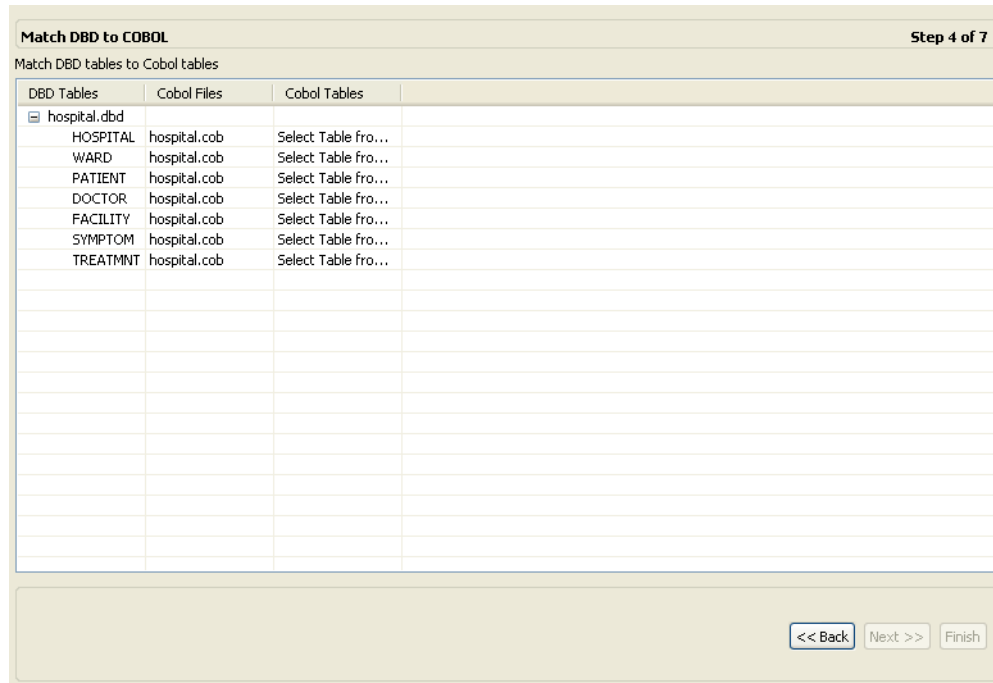 Match DBD to COBOL Step 4 of 7
Match DBD tables to Cobol tables
DBD Tables Cobol Files Cobol Tables
hospital.dbd
HOSPITAL hospital.cob Select Table fro...
WARD hospital.cob Select Table fro...
PATIENT hospital.cob Select Table fro...
DOCTOR hospital.cob Select Table fro...
FACILITY hospital.cob Select Table fro...
SYMPTOM hospital.cob Select Table fro...
TREATMNT hospital.cob Select Table fro...
<< Back Next >> Finish